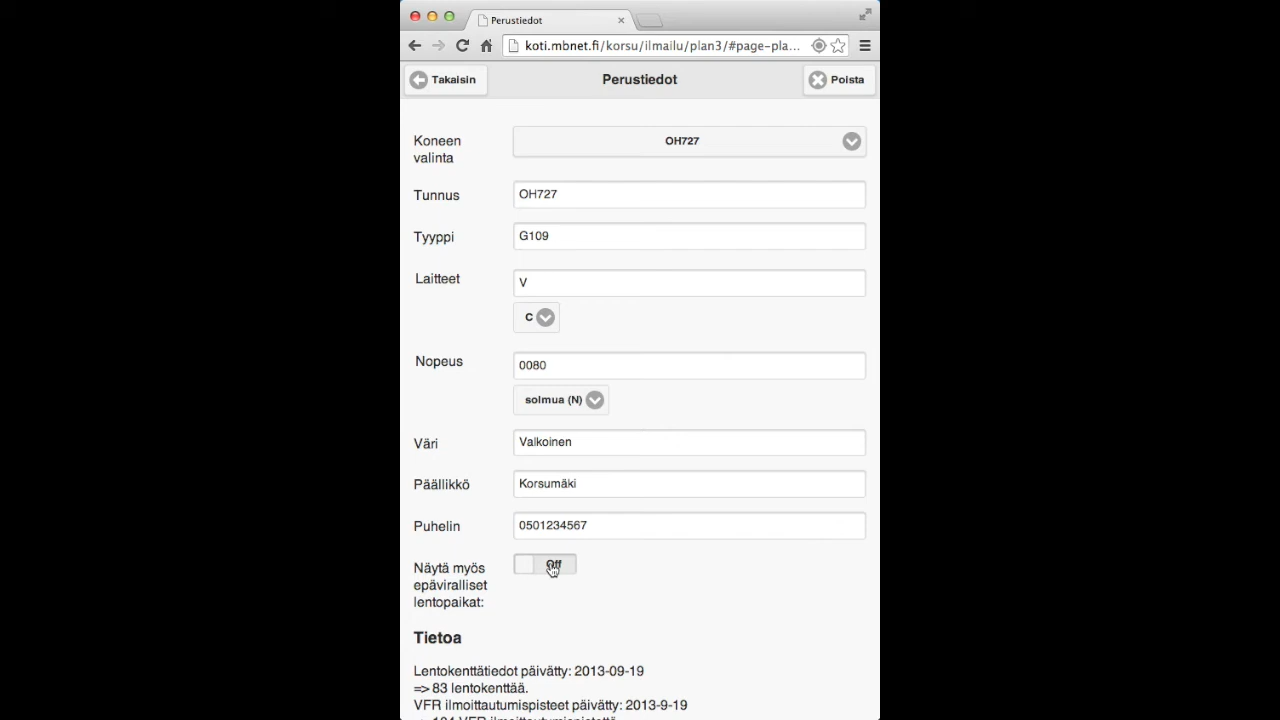 Perustiedot
koti.mbnet.fi/korsu/ilmailu/plan3/#page-pla...
Takaisin
Perustiedot
Poista
Koneen
valinta
OH727
Tunnus
OH727
Tyyppi
G109
Laitteet
V
C
Nopeus
0080
solmua (N)
Väri
Valkoinen
Päällikkö
Korsumäki
Puhelin
0501234567
Näytä myös
epäviralliset
lentopaikat:
Off
Tietoa
Lentokenttätiedot päivätty: 2013-09-19
=> 83 lentokenttää.
VFR ilmoittautumispisteet päivätty: 2013-9-19